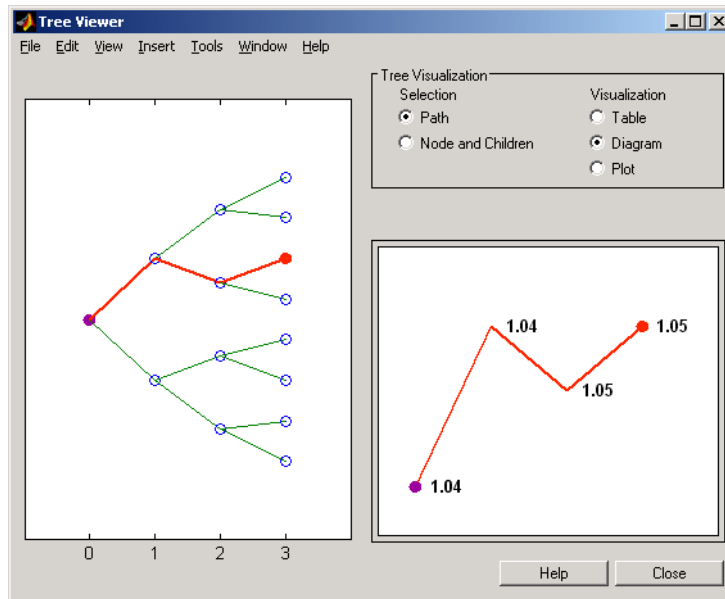 Tree Viewer
File Edit View Insert Tools Window Help
Tree Visualization
Selection Visualization
Path Table
Node and Children Diagram
Plot
1.04 1.05
1.05
1.04
0 1 2 3
Help Close